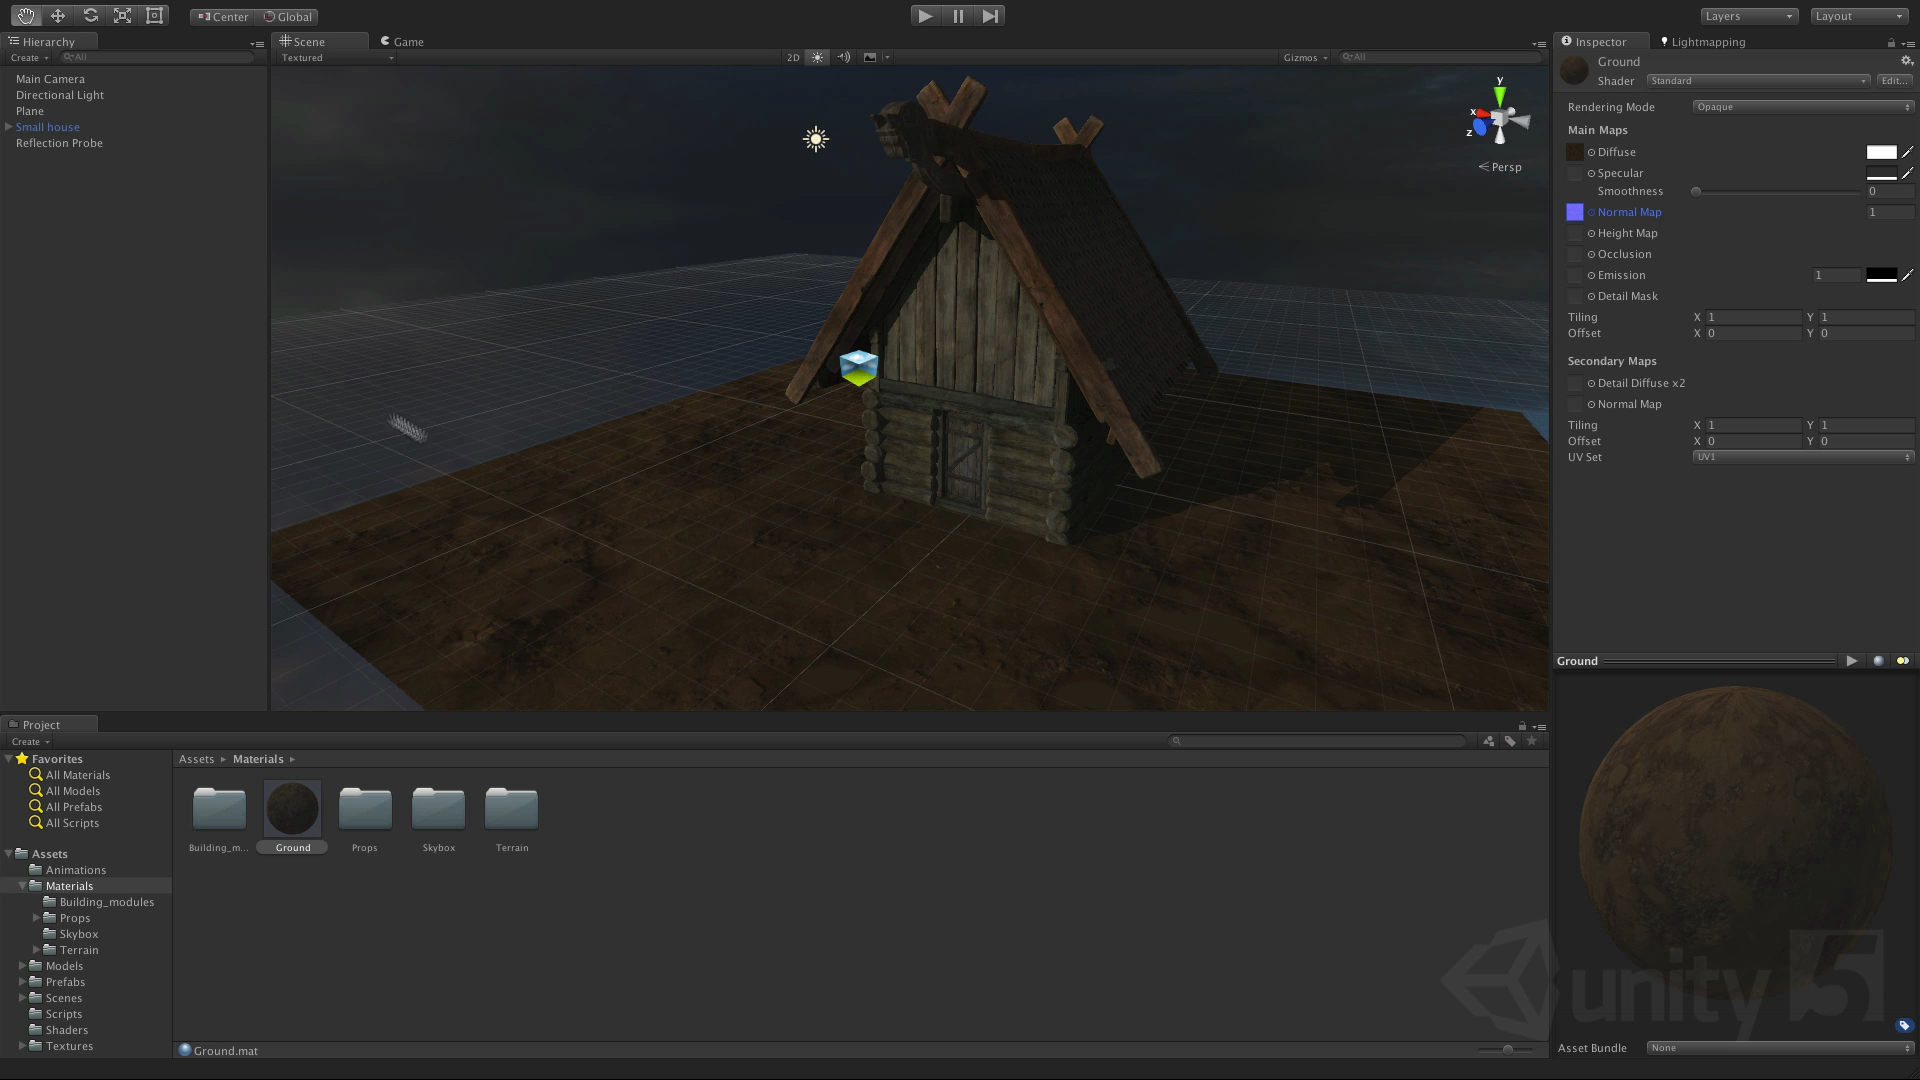 Center Global
Layers Layout
Hierarchy
Create All
Main Camera
Directional Light
Plane
Small house
Reflection Probe
Scene Game
Textured 2D Gizmos All
y
x
z
Persp
Inspector Lightmapping
Ground
Shader Standard Edit...
Rendering Mode Opaque
Main Maps
Diffuse
Specular
Smoothness 0
Normal Map 1
Height Map
Occlusion
Emission 1
Detail Mask
Tiling X 1 Y 1
Offset X 0 Y 0
Secondary Maps
Detail Diffuse x2
Normal Map
Tiling X 1 Y 1
Offset X 0 Y 0
UV Set UV1
Ground
Project
Create
Favorites
All Materials
All Models
All Prefabs
All Scripts
Assets
Animations
Materials
Building_modules
Props
Skybox
Terrain
Models
Prefabs
Scenes
Scripts
Shaders
Textures
Assets Materials
Building_m... Ground Props Skybox Terrain
Ground.mat
unity 5
Asset Bundle None